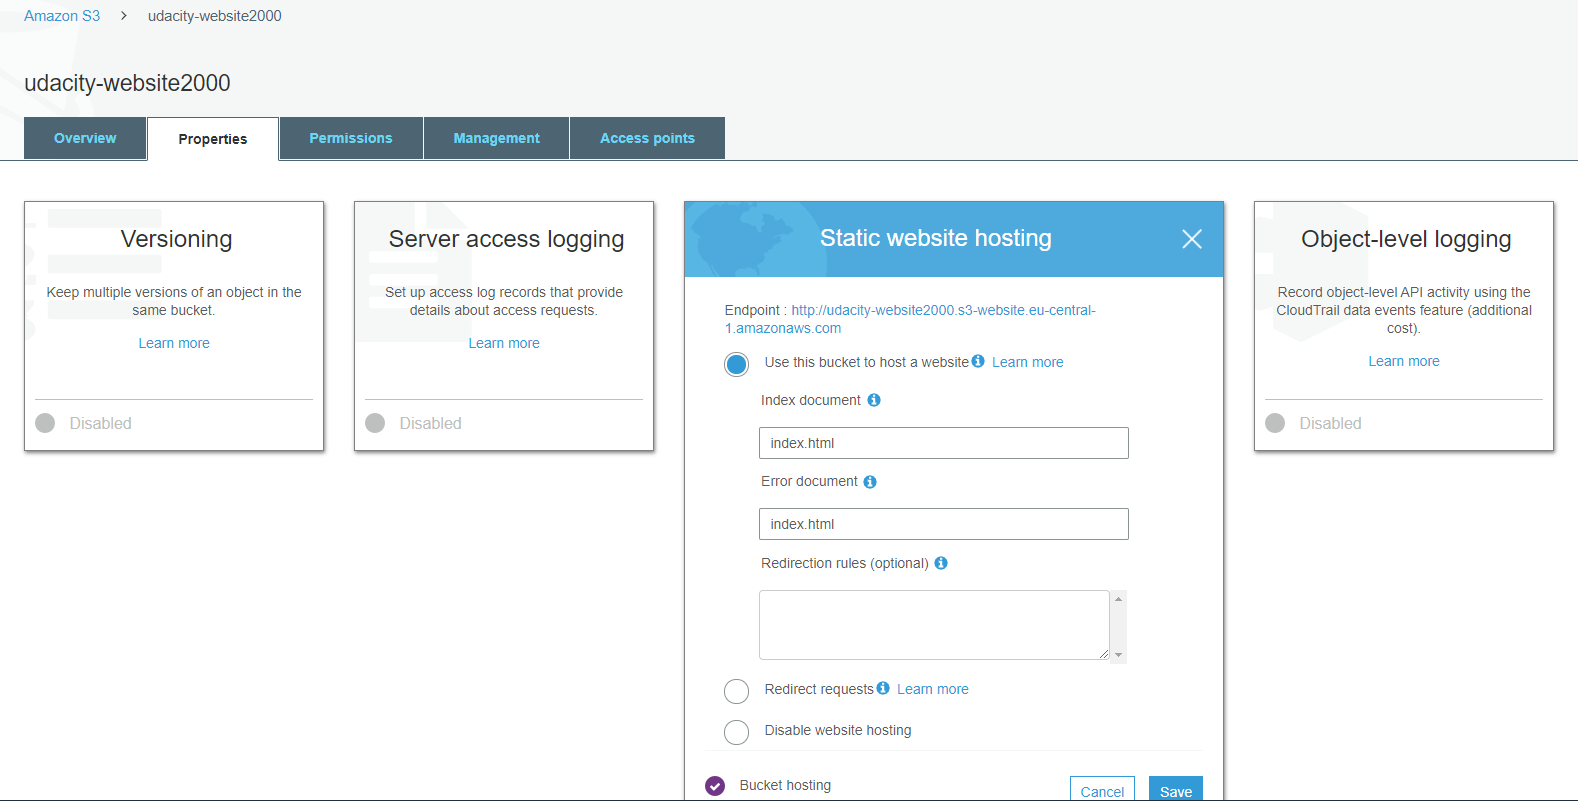 Amazon S3 > udacity-website2000
udacity-website2000
Overview Properties Permissions Management Access points
Versioning
Keep multiple versions of an object in the
same bucket.
Learn more
Disabled
Server access logging
Set up access log records that provide
details about access requests.
Learn more
Disabled
Static website hosting
Endpoint : http://udacity-website2000.s3-website.eu-central-
1.amazonaws.com
Use this bucket to host a website Learn more
Index document
index.html
Error document
index.html
Redirection rules (optional)
Redirect requests Learn more
Disable website hosting
Bucket hosting
Cancel Save
Object-level logging
Record object-level API activity using the
CloudTrail data events feature (additional
cost).
Learn more
Disabled